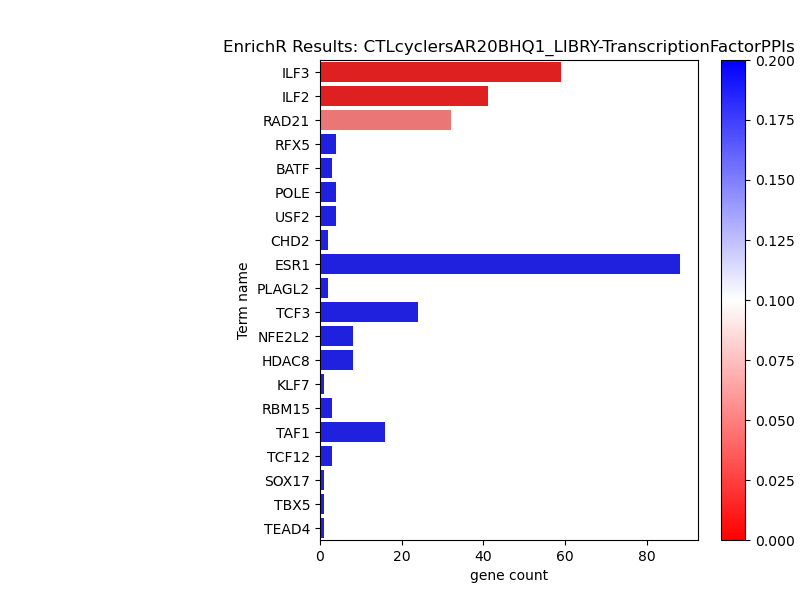 EnrichR Results: CTLcyclersAR20BHQ1_LIBRY-TranscriptionFactorPPIs
ILF3
ILF2
RAD21
RFX5
BATF
POLE
USF2
CHD2
ESR1
PLAGL2
TCF3
NFE2L2
HDAC8
KLF7
RBM15
TAF1
TCF12
SOX17
TBX5
TEAD4
Term name
0 20 40 60 80
gene count
0.200
0.175
0.150
0.125
0.100
0.075
0.050
0.025
0.000